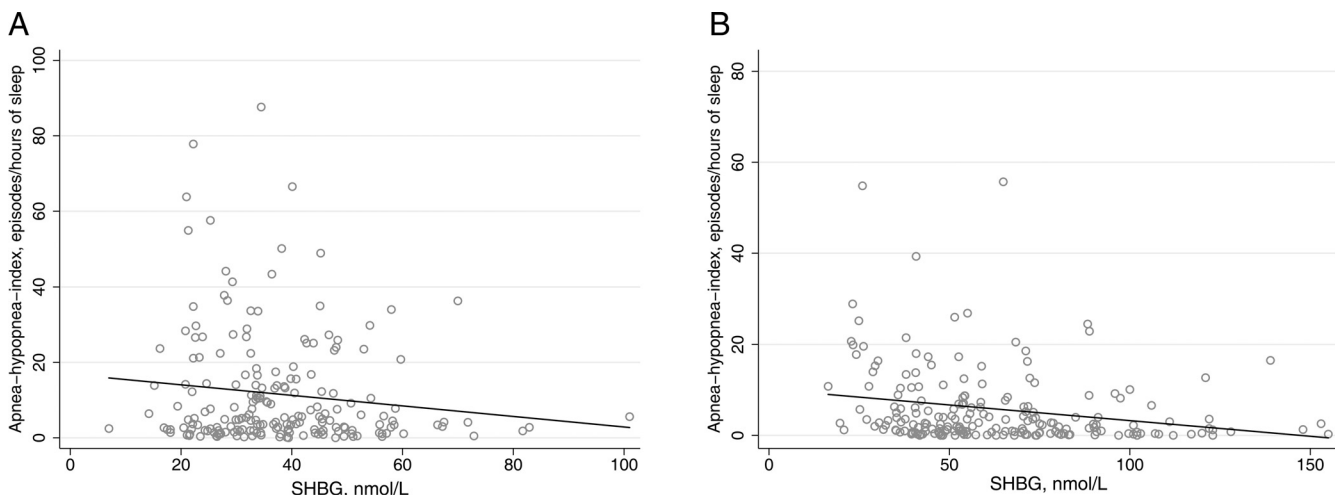 A
Apnea-hypopnea-index, episodes/hours of sleep
100
80
60
40
20
0
0 20 40 60 80 100
SHBG, nmol/L
B
Apnea-hypopnea-index, episodes/hours of sleep
80
60
40
20
0
0 50 100 150
SHBG, nmol/L